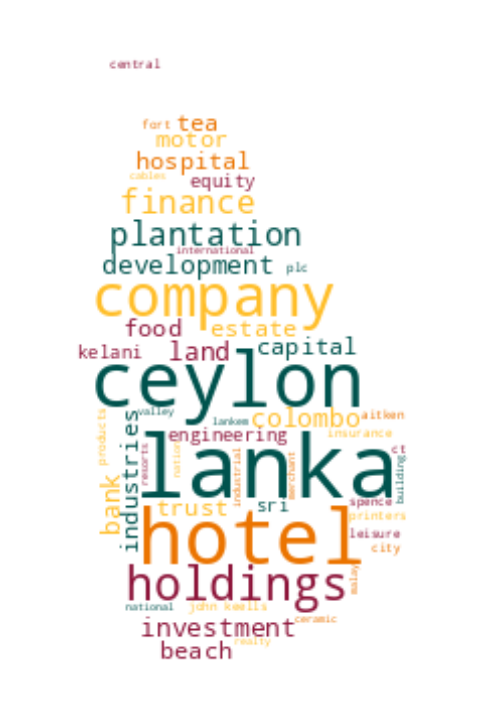 central
fort tea
motor
hospital
cables
equity
finance
plantation
international
development plc
company
food estate
kelani land capital
ceylon
products industries valley lankem colombo aitken
engineering insurance
lanka
resorts nation industrial merchant ct building
bank trust sri spence
printers
hotel
leisure
city
holdings malay
national john keells
investment ceramic
realty
beach